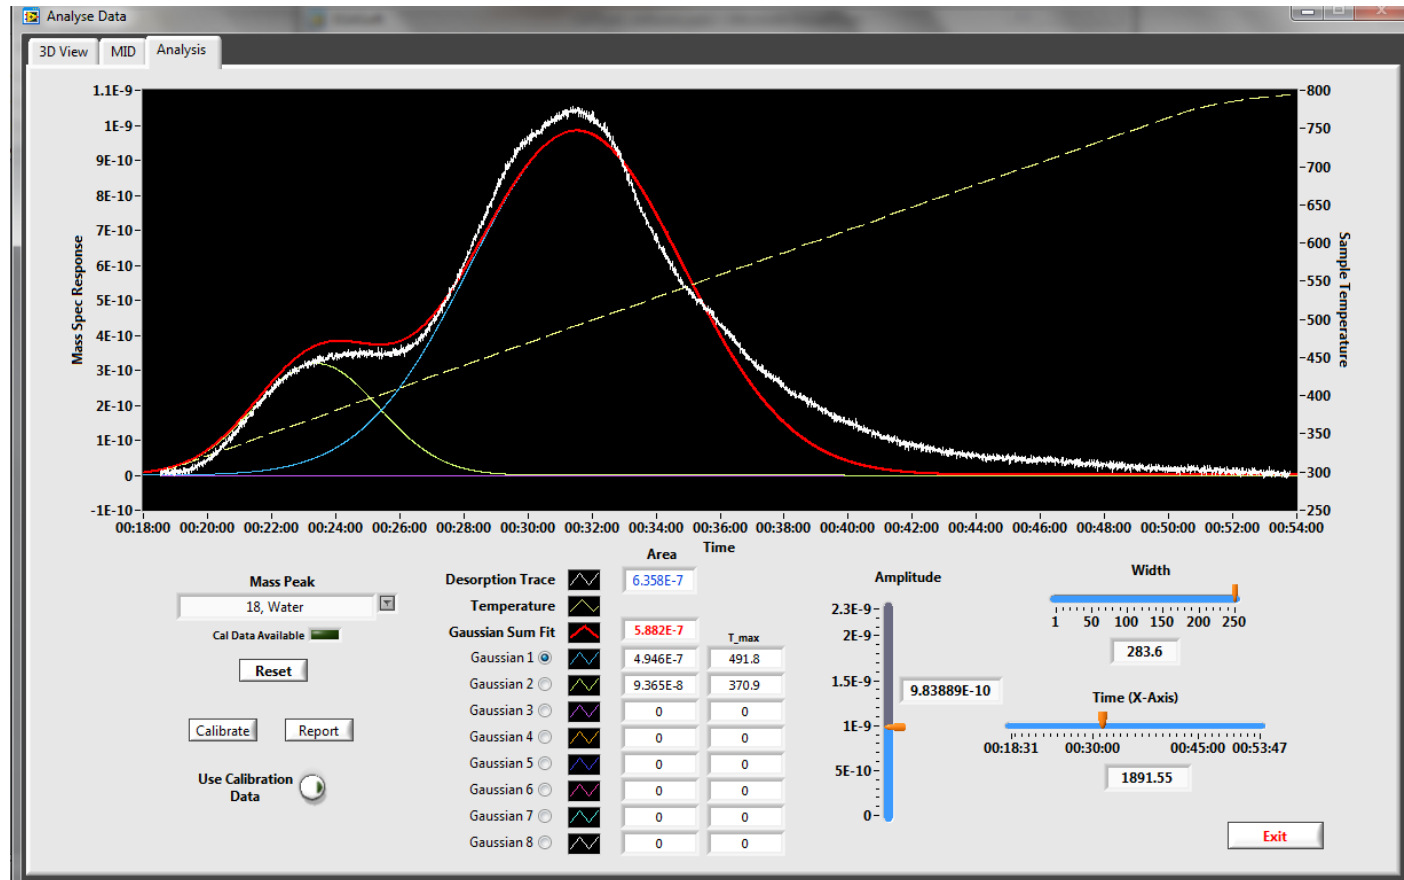 Analyse Data
3D View MID Analysis
1.1E-9
1E-9
9E-10
8E-10
7E-10
6E-10
5E-10
4E-10
3E-10
2E-10
1E-10
0
-1E-10
Mass Spec Response
800
750
700
650
600
550
500
450
400
350
300
250
Sample Temperature
00:18:00 00:20:00 00:22:00 00:24:00 00:26:00 00:28:00 00:30:00 00:32:00 00:34:00 00:36:00 00:38:00 00:40:00 00:42:00 00:44:00 00:46:00 00:48:00 00:50:00 00:52:00 00:54:00
Time
Mass Peak
18, Water
Cal Data Available
Reset
Calibrate Report
Use Calibration
Data
Area
Desorption Trace 6.358E-7
Temperature
Gaussian Sum Fit 5.882E-7 T_max
Gaussian 1 4.946E-7 491.8
Gaussian 2 9.365E-8 370.9
Gaussian 3 0 0
Gaussian 4 0 0
Gaussian 5 0 0
Gaussian 6 0 0
Gaussian 7 0 0
Gaussian 8 0 0
Amplitude
2.3E-9
2E-9
1.5E-9
1E-9
5E-10
0
9.83889E-10
Width
1 50 100 150 200 250
283.6
Time (X-Axis)
00:18:31 00:30:00 00:45:00 00:53:47
1891.55
Exit